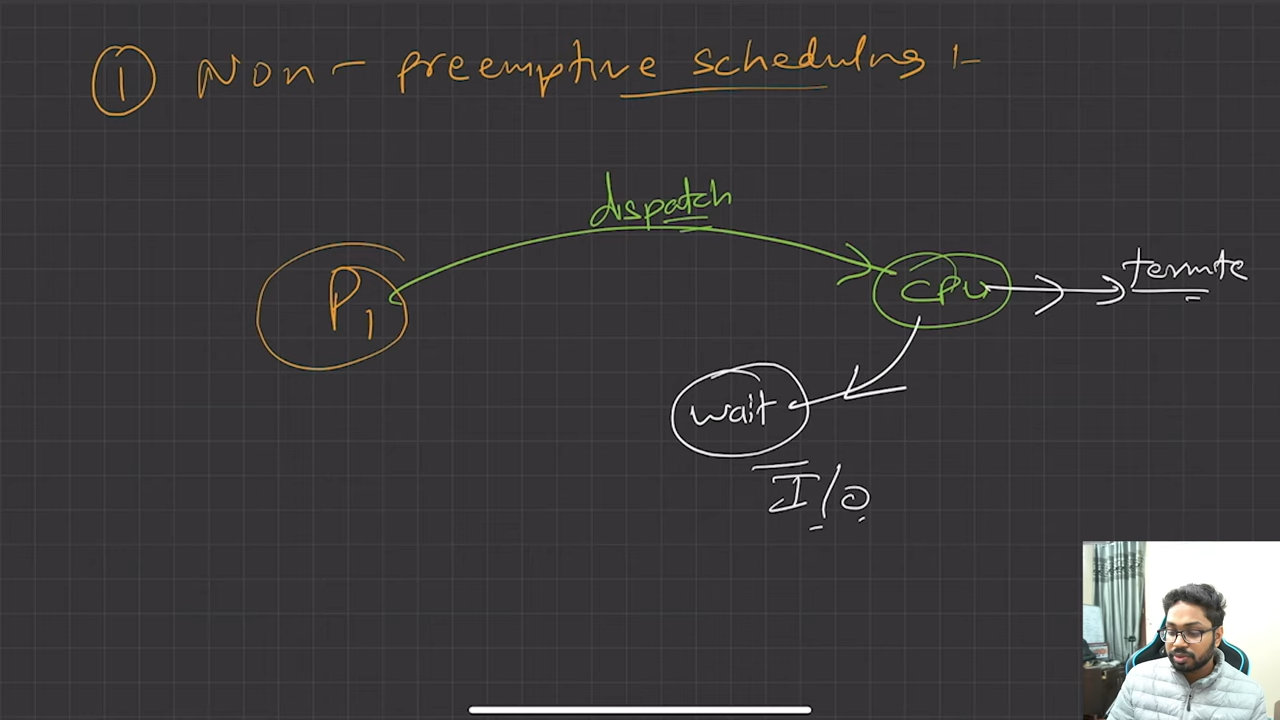 ① Non - preemptive scheduling :-
dispatch
P1
CPU
termite
wait
I/O